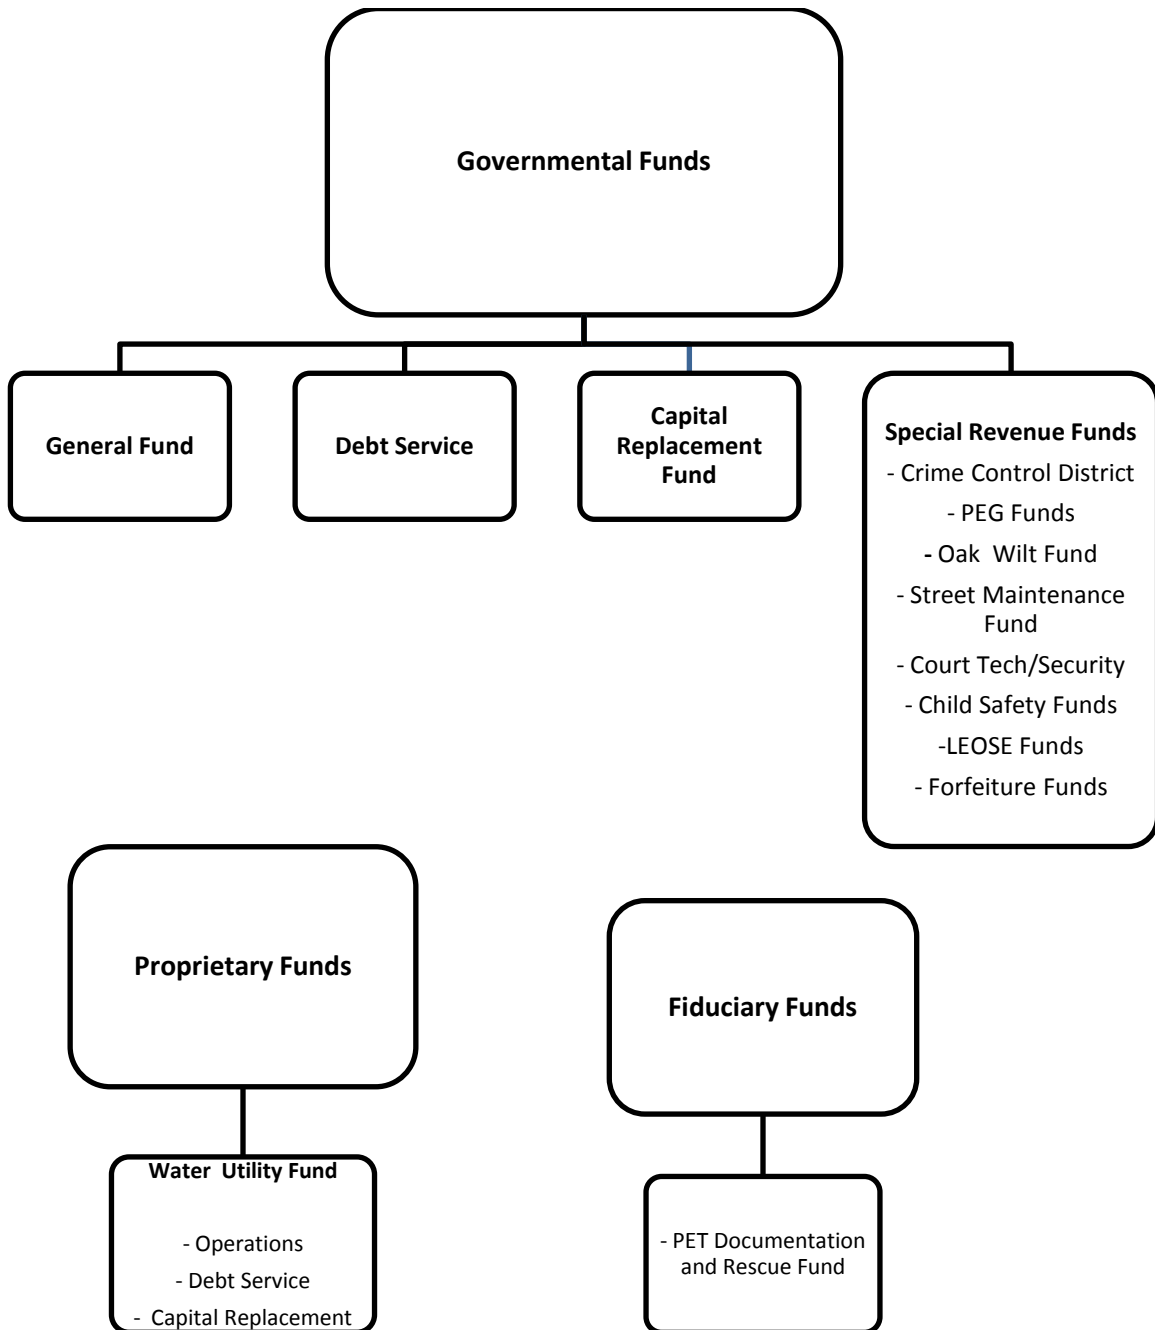 Governmental Funds
General Fund
Debt Service
Capital
Replacement
Fund
Special Revenue Funds
- Crime Control District
- PEG Funds
- Oak  Wilt Fund
- Street Maintenance
Fund
- Court Tech/Security
- Child Safety Funds
-LEOSE Funds
- Forfeiture Funds
Proprietary Funds
Water  Utility Fund
- Operations
- Debt Service
-  Capital Replacement
Fiduciary Funds
- PET Documentation
and Rescue Fund